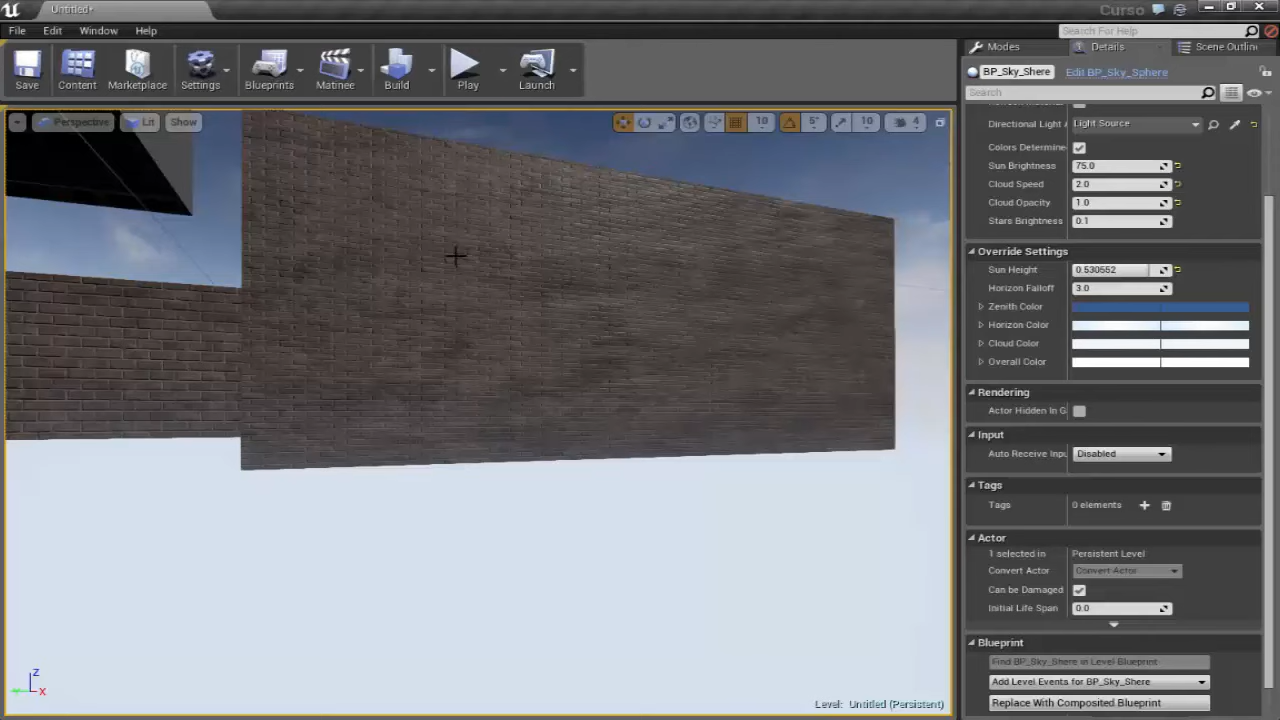 Untitled*
Curso
File Edit Window Help
Search For Help
Save Content Marketplace Settings Blueprints Matinee Build Play Launch
Modes Details Scene Outlin
BP_Sky_Shere Edit BP_Sky_Sphere
Search
Perspective Lit Show
10 5° 10 4
Directional Light A Light Source
Colors Determine
Sun Brightness 75.0
Cloud Speed 2.0
Cloud Opacity 1.0
Stars Brightness 0.1
Override Settings
Sun Height 0.530552
Horizon Falloff 3.0
Zenith Color
Horizon Color
Cloud Color
Overall Color
Rendering
Actor Hidden In G
Input
Auto Receive Inpu Disabled
Tags
Tags 0 elements
Actor
1 selected in Persistent Level
Convert Actor Convert Actor
Can be Damaged
Initial Life Span 0.0
Blueprint
Find BP_Sky_Shere in Level Blueprint
Add Level Events for BP_Sky_Shere
Replace With Composited Blueprint
Z
X
Level: Untitled (Persistent)